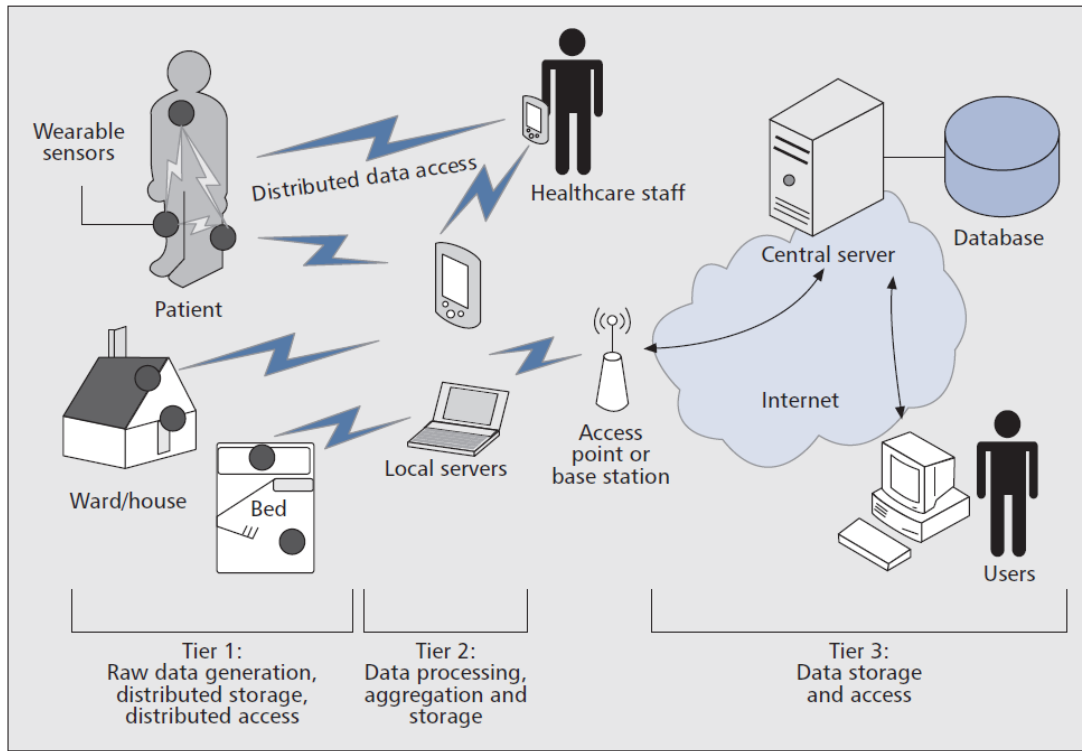 Wearable
sensors
Distributed data access
Healthcare staff
Patient
Central server
Database
Ward/house
Bed
Local servers
Access
point or
base station
Internet
Users
Tier 1:
Raw data generation,
distributed storage,
distributed access
Tier 2:
Data processing,
aggregation and
storage
Tier 3:
Data storage
and access